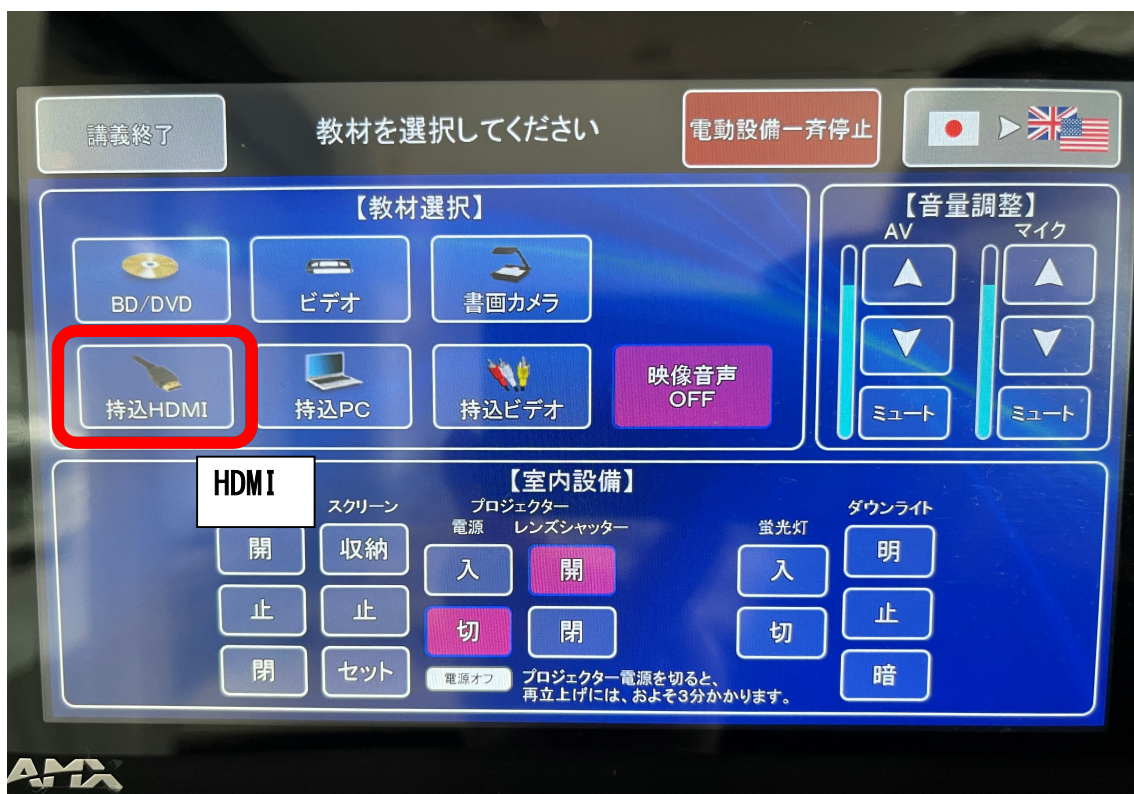 講義終了
教材を選択してください
電動設備一斉停止
【教材選択】
BD/DVD
ビデオ
書画カメラ
持込HDMI
持込PC
持込ビデオ
映像音声
OFF
【音量調整】
AV
マイク
ミュート
ミュート
HDMI
【室内設備】
開
止
閉
スクリーン
収納
止
セット
プロジェクター
電源
レンズシャッター
入
開
切
閉
電源オフ
プロジェクター電源を切ると、
再立上げには、およそ3分かかります。
蛍光灯
入
切
ダウンライト
明
止
暗
AMX